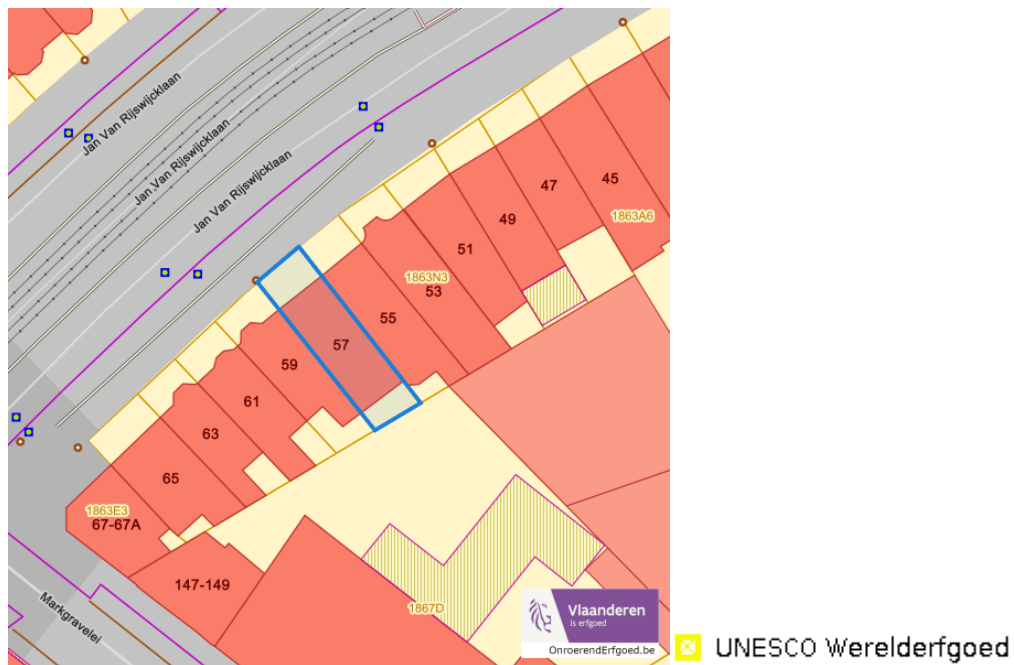 Jan Van Rijswijcklaan
Jan Van Rijswijcklaan
Jan Van Rijswijcklaan
47
45
1863A6
49
51
1863N3
53
55
57
59
61
63
65
1863E3
67-67A
147-149
1867D
Markgravelei
Vlaanderen
is erfgoed
OnroerendErfgoed.be
UNESCO Werelderfgoed